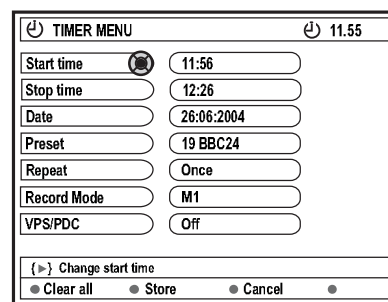 TIMER MENU 11.55
Start time 11:56
Stop time 12:26
Date 26:06:2004
Preset 19 BBC24
Repeat Once
Record Mode M1
VPS/PDC Off
{►} Change start time
Clear all Store Cancel